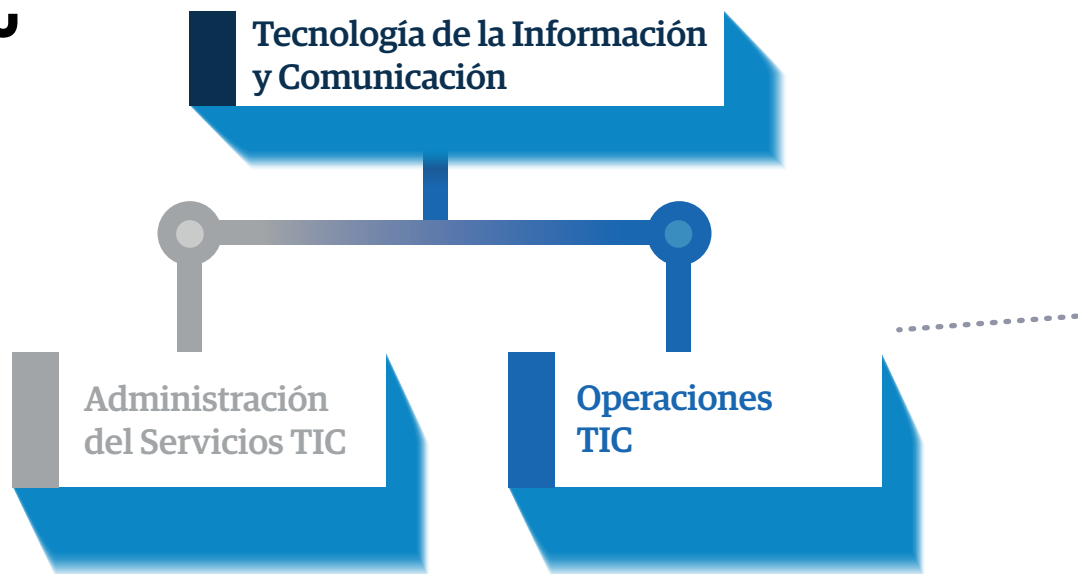 Tecnología de la Información
y Comunicación
Administración
del Servicios TIC
Operaciones
TIC